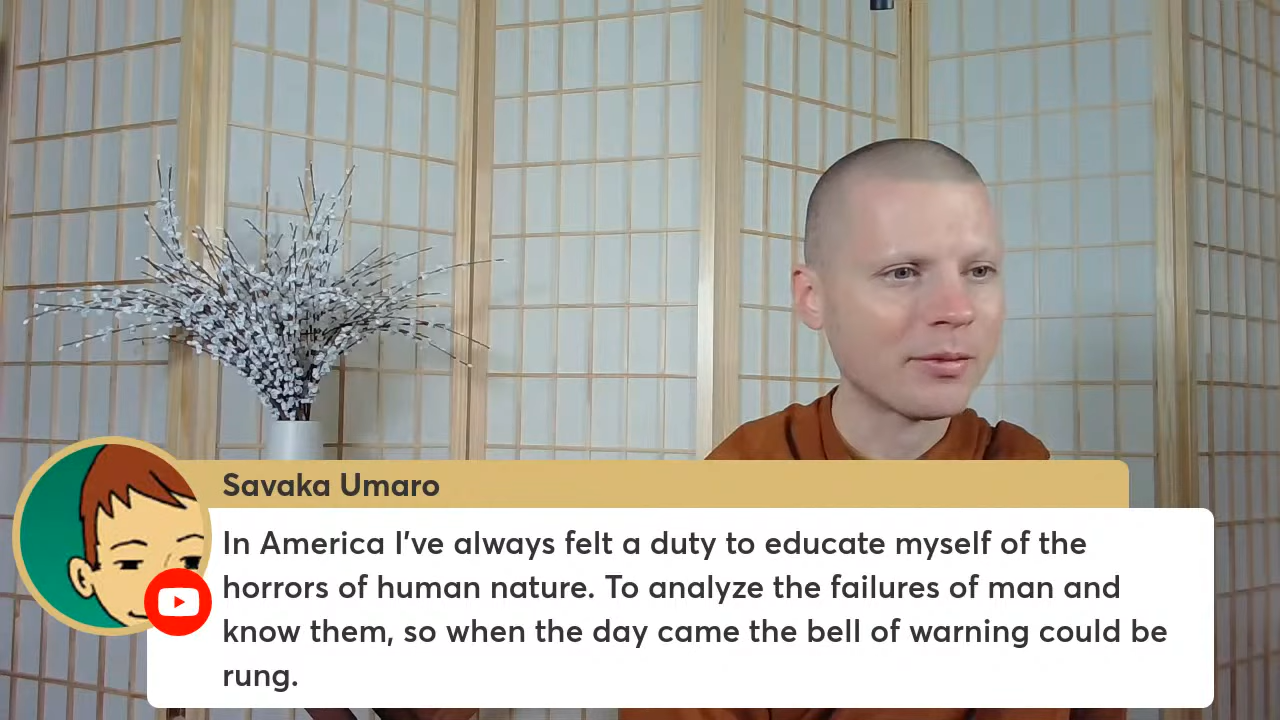 Savaka Umaro
In America I've always felt a duty to educate myself of the
horrors of human nature. To analyze the failures of man and
know them, so when the day came the bell of warning could be
rung.